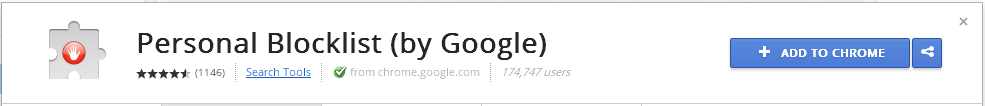 Personal Blocklist (by Google)
ADD TO CHROME
(1146) Search Tools from chrome.google.com 174,747 users